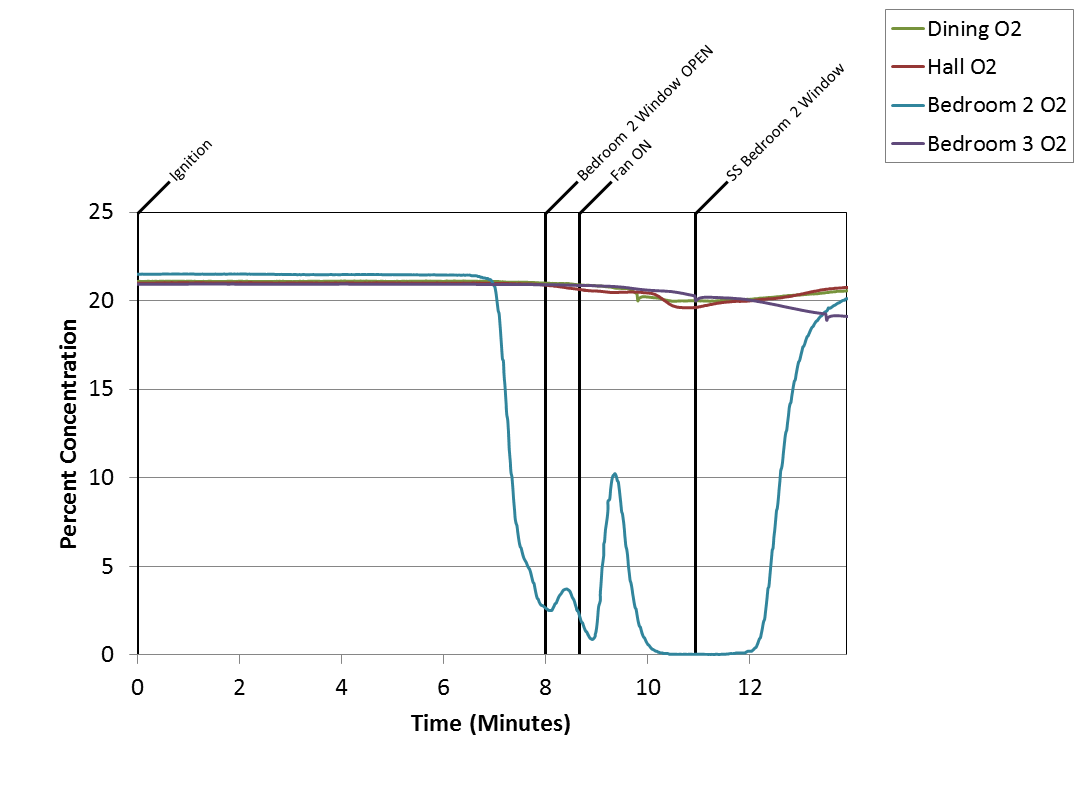 Dining O2
Hall O2
Bedroom 2 O2
Bedroom 3 O2
Ignition
Bedroom 2 Window OPEN
Fan ON
SS Bedroom 2 Window
25
20
15
10
5
0
Percent Concentration
0 2 4 6 8 10 12
Time (Minutes)